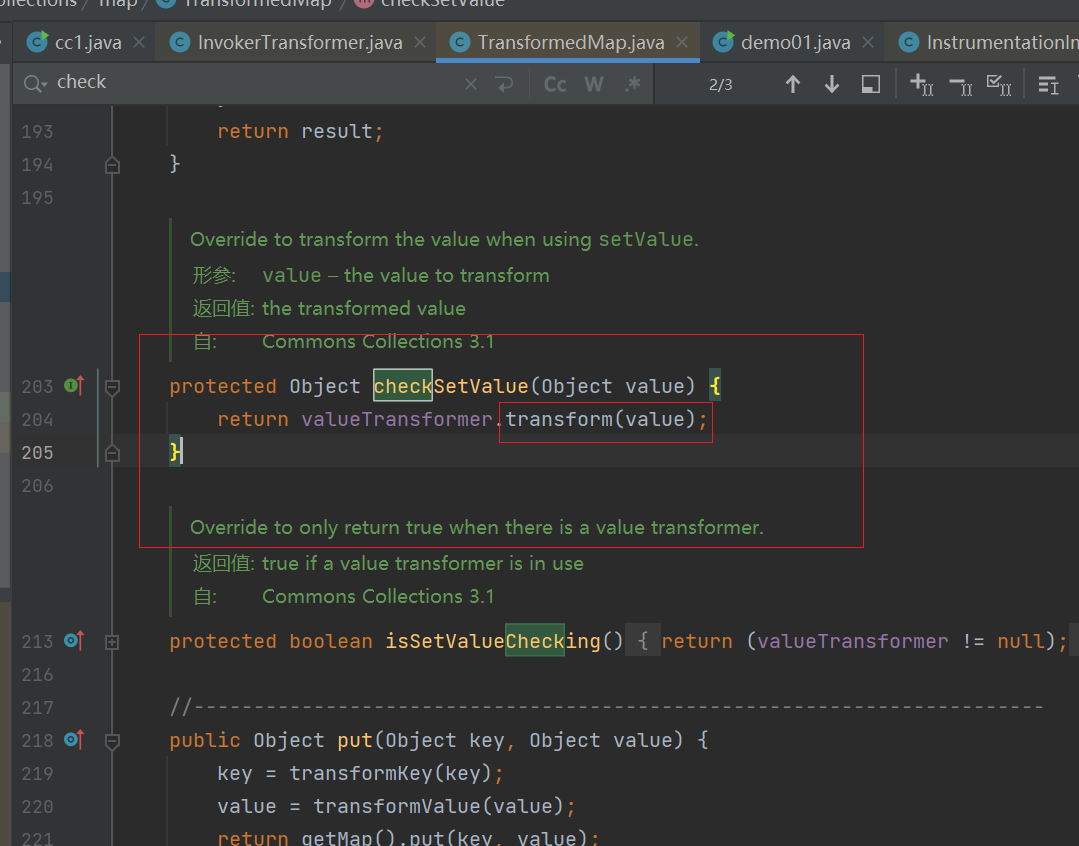 ollections / map / TransformedMap / checkSetValue
cc1.java InvokerTransformer.java TransformedMap.java demo01.java InstrumentationIm
check Cc W .* 2/3
193 return result;
194 }
195
Override to transform the value when using setValue.
形参: value – the value to transform
返回值: the transformed value
自: Commons Collections 3.1
203 protected Object checkSetValue(Object value) {
204 return valueTransformer.transform(value);
205 }
206
Override to only return true when there is a value transformer.
返回值: true if a value transformer is in use
自: Commons Collections 3.1
213 protected boolean isSetValueChecking() { return (valueTransformer != null);
216
217 //-----------------------------------------------------------------------
218 public Object put(Object key, Object value) {
219 key = transformKey(key);
220 value = transformValue(value);
221 return getMap().put(key, value);